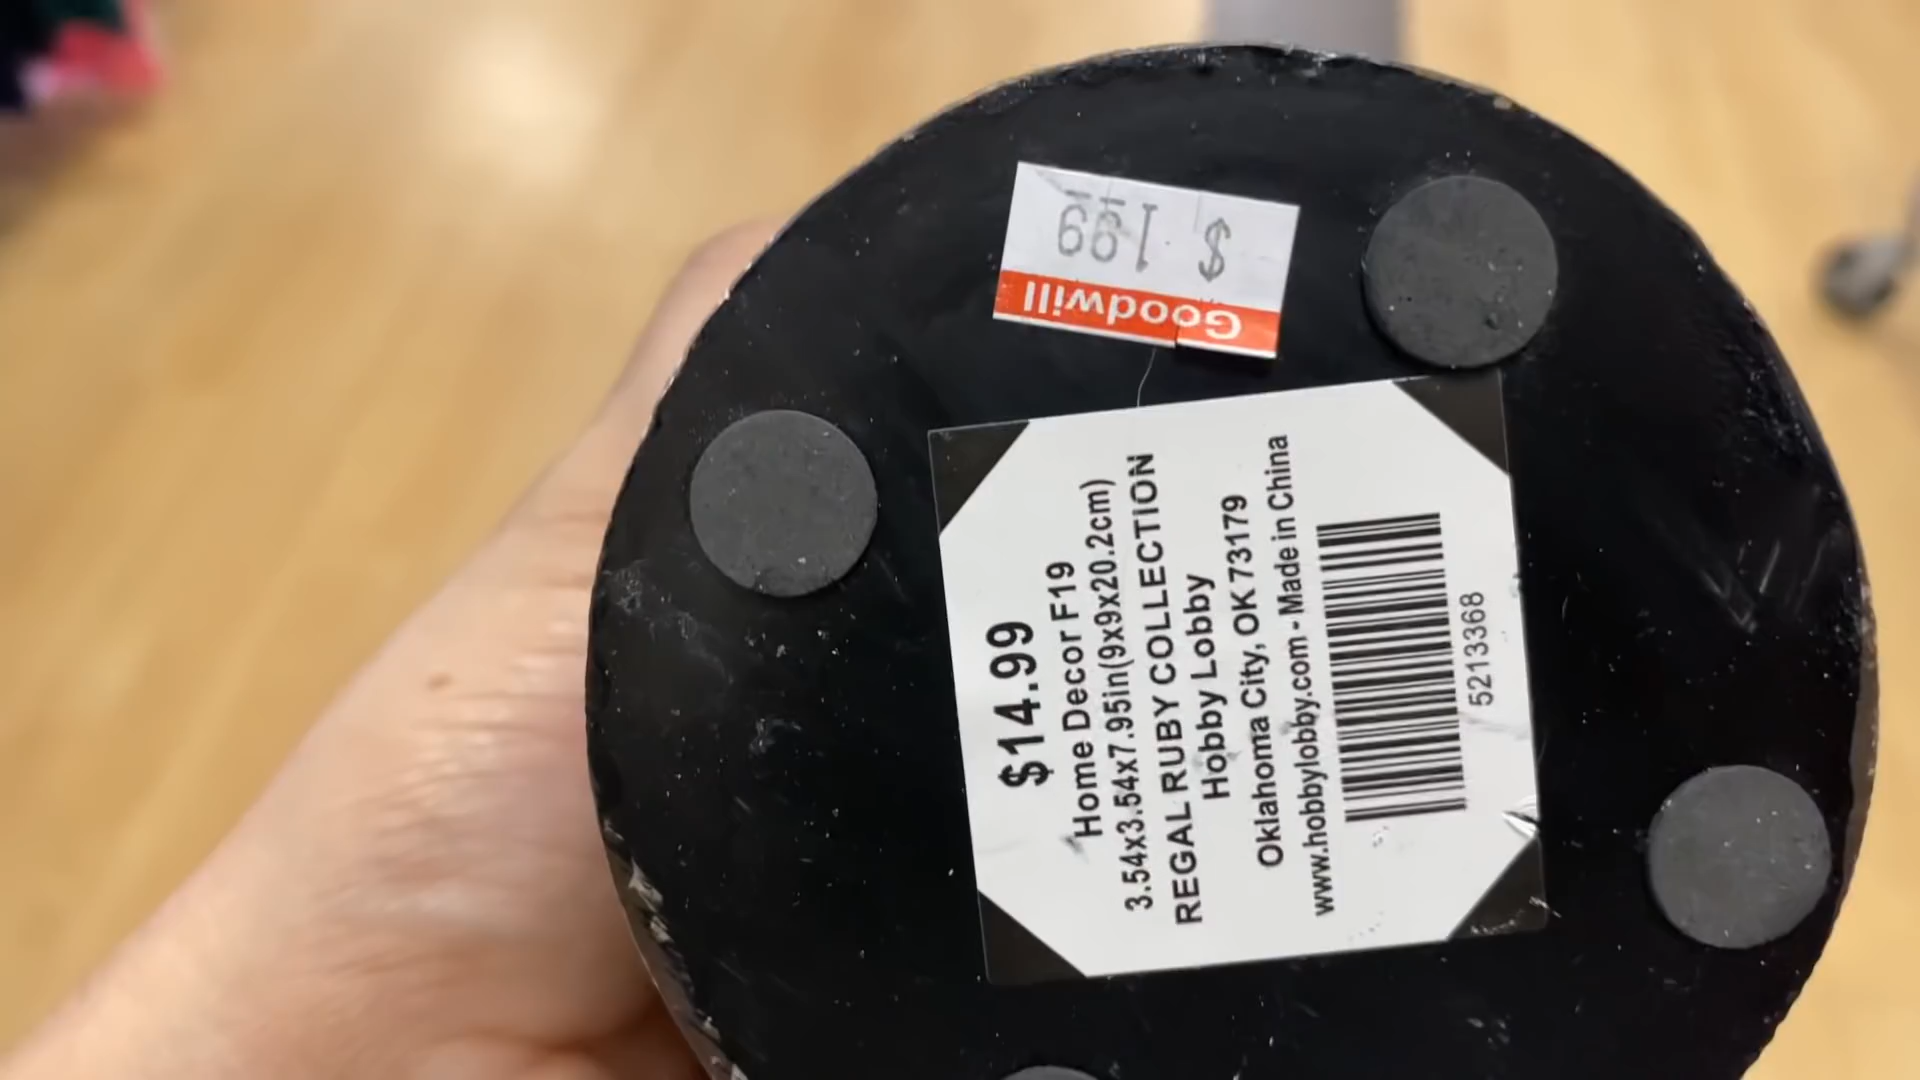 Goodwill
$ 1.99
$14.99
Home Decor F19
3.54x3.54x7.95in(9x9x20.2cm)
REGAL RUBY COLLECTION
Hobby Lobby
Oklahoma City, OK 73179
www.hobbylobby.com - Made in China
5213368